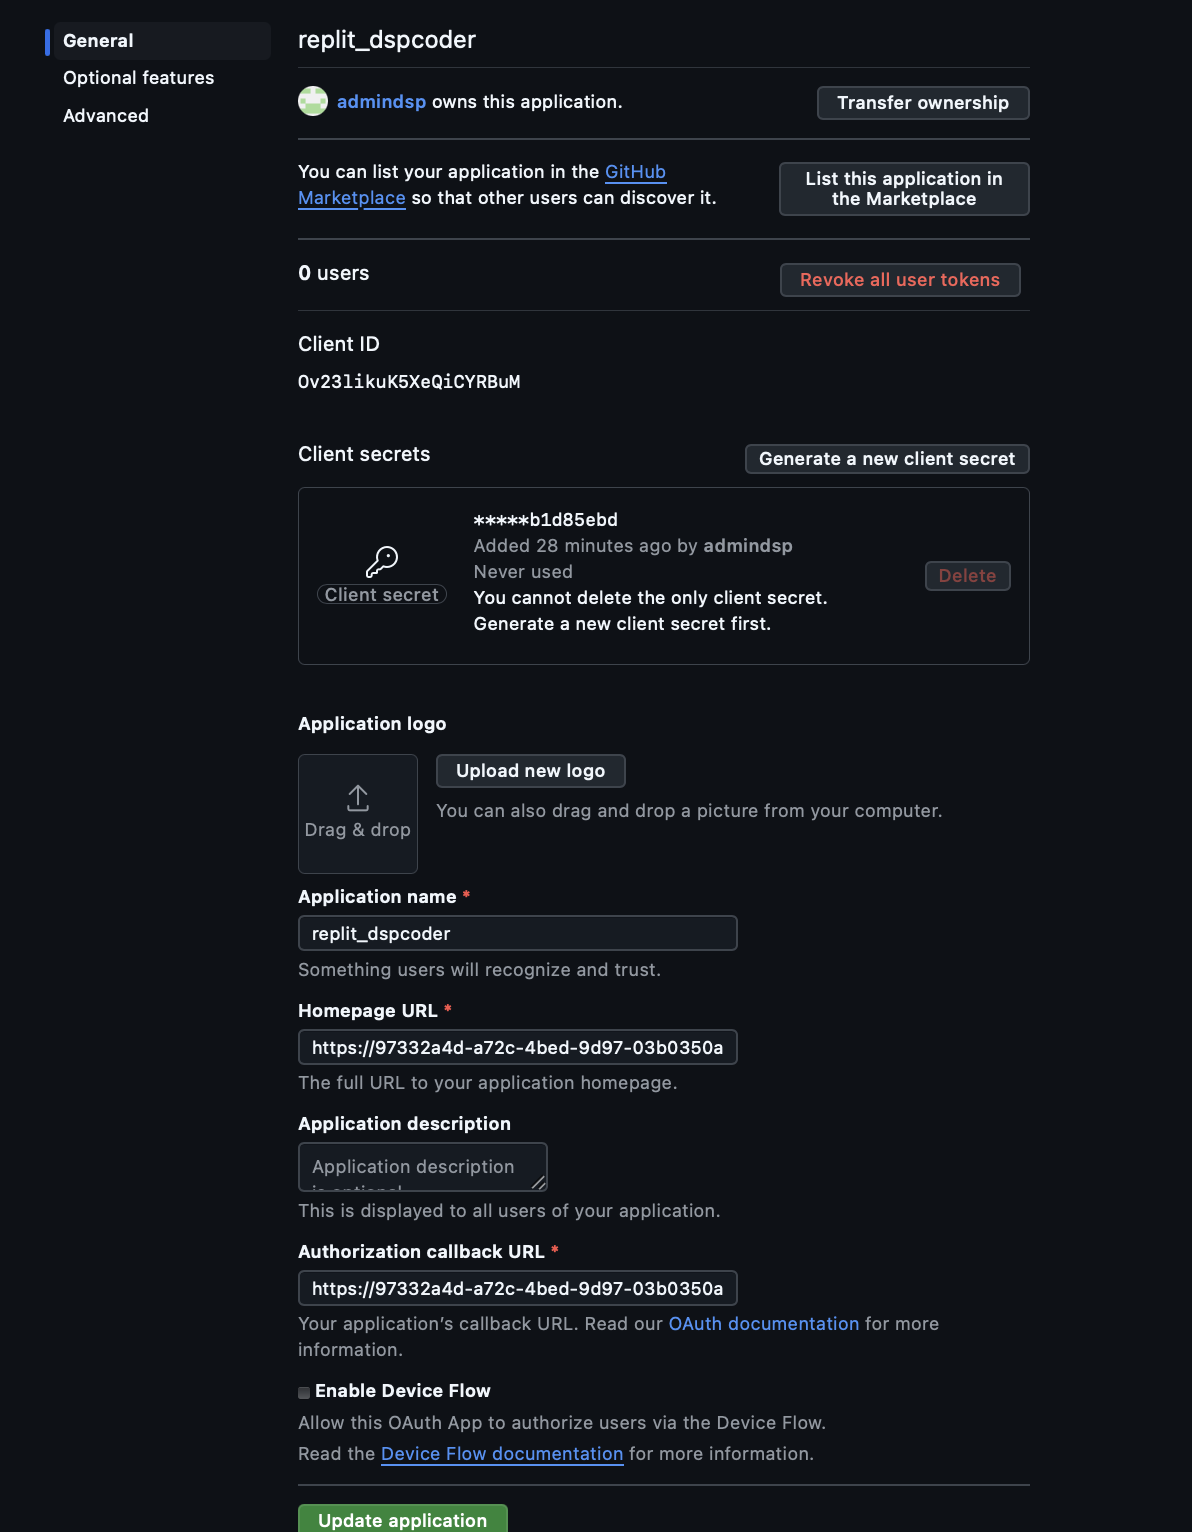 General
Optional features
Advanced
replit_dspcoder
admindsp owns this application.
Transfer ownership
You can list your application in the GitHub
Marketplace so that other users can discover it.
List this application in
the Marketplace
0 users
Revoke all user tokens
Client ID
Ov23likuK5XeQiCYRBuM
Client secrets
Generate a new client secret
*****b1d85ebd
Added 28 minutes ago by admindsp
Never used
You cannot delete the only client secret.
Generate a new client secret first.
Client secret
Delete
Application logo
Drag & drop
Upload new logo
You can also drag and drop a picture from your computer.
Application name *
replit_dspcoder
Something users will recognize and trust.
Homepage URL *
https://97332a4d-a72c-4bed-9d97-03b0350a
The full URL to your application homepage.
Application description
Application description
is optional
This is displayed to all users of your application.
Authorization callback URL *
https://97332a4d-a72c-4bed-9d97-03b0350a
Your application's callback URL. Read our OAuth documentation for more
information.
Enable Device Flow
Allow this OAuth App to authorize users via the Device Flow.
Read the Device Flow documentation for more information.
Update application